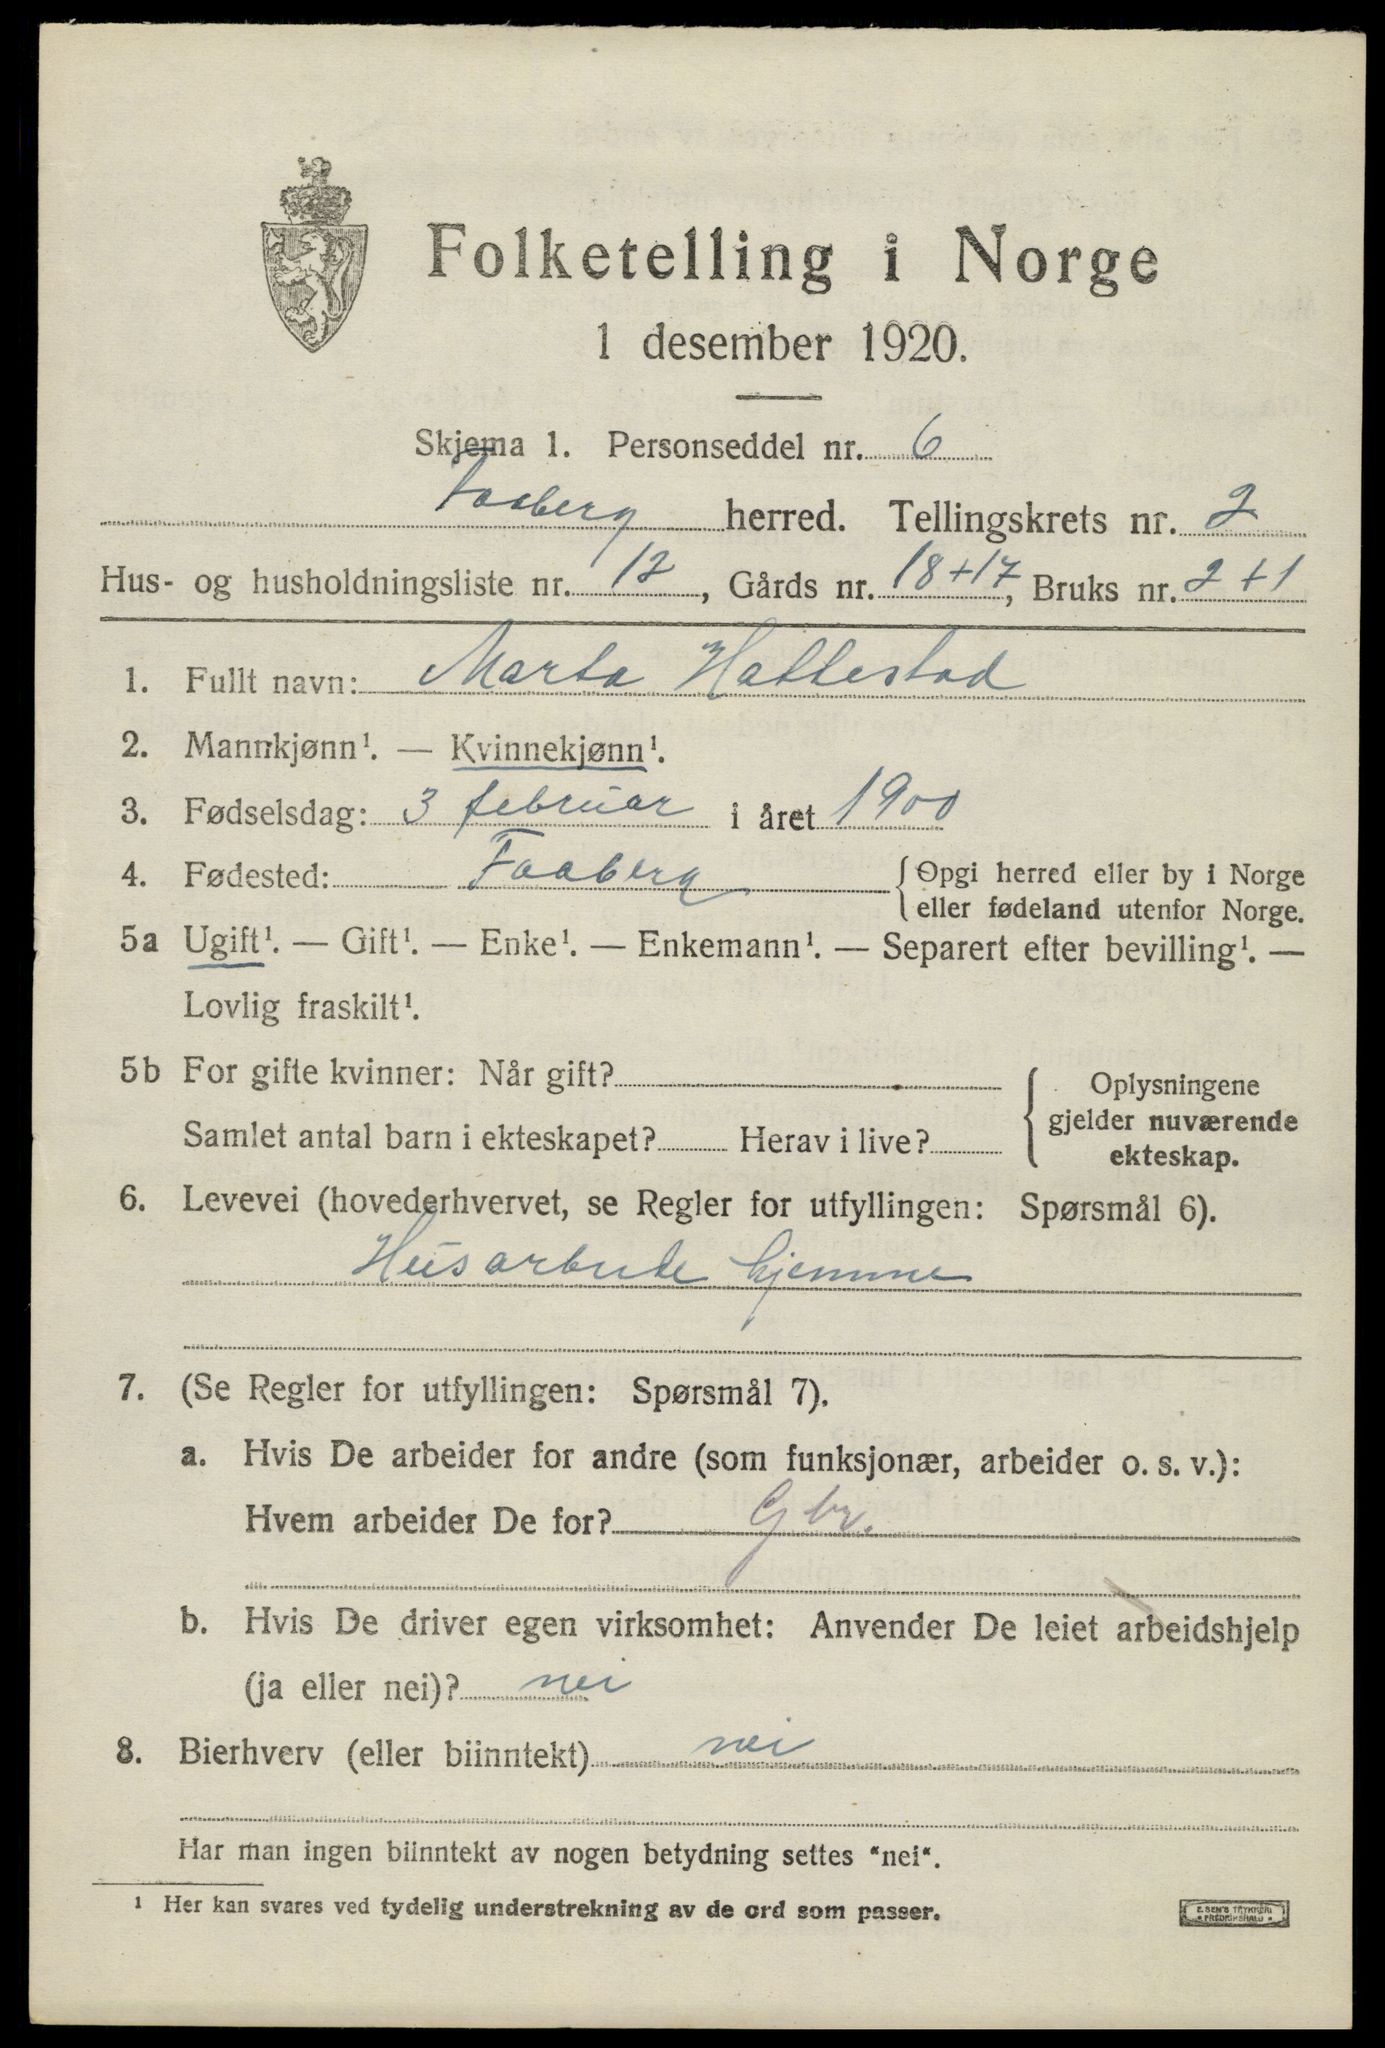 Folketelling i Norge
1 desember 1920.
Skjema 1. Personseddel nr. 6
Faaberg herred. Tellingskrets nr. 2
Hus- og husholdningsliste nr. 12, Gårds nr. 18+17, Bruks nr. 2+1
1. Fullt navn: Marta Hattestad
2. Mannkjønn¹. — Kvinnekjønn¹.
3. Fødselsdag: 3 februar i året 1900
4. Fødested: Faaberg { Opgi herred eller by i Norge
eller fødeland utenfor Norge.
5a Ugift¹. — Gift¹. — Enke¹. — Enkemann¹. — Separert efter bevilling¹. —
Lovlig fraskilt¹.
5b For gifte kvinner: Når gift? { Oplysningene
gjelder nuværende
Samlet antal barn i ekteskapet? Herav i live?
ekteskap.
6. Levevei (hovederhvervet, se Regler for utfyllingen: Spørsmål 6).
Husarbeide hjemme
7. (Se Regler for utfyllingen: Spørsmål 7).
a. Hvis De arbeider for andre (som funksjonær, arbeider o. s. v.):
Hvem arbeider De for? Gbr.
b. Hvis De driver egen virksomhet: Anvender De leiet arbeidshjelp
(ja eller nei)? nei
8. Bierhverv (eller biinntekt) nei
Har man ingen biinntekt av nogen betydning settes "nei".
¹ Her kan svares ved tydelig understrekning av de ord som passer.
E. SEM'S TRYKKERI
• FREDRIKSHALD •